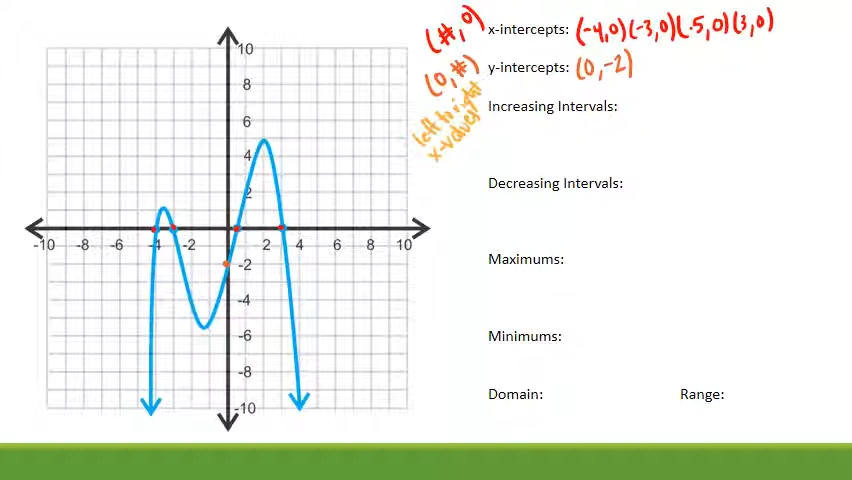 (#, 0)
x-intercepts: (-4,0)(-3,0)(.5,0)(3,0)
(0, #)
y-intercepts: (0,-2)
left to right
x-values!
Increasing Intervals:
Decreasing Intervals:
Maximums:
Minimums:
Domain: Range:
10
8
6
4
2
-10 -8 -6 -4 -2 2 4 6 8 10
-2
-4
-6
-8
-10